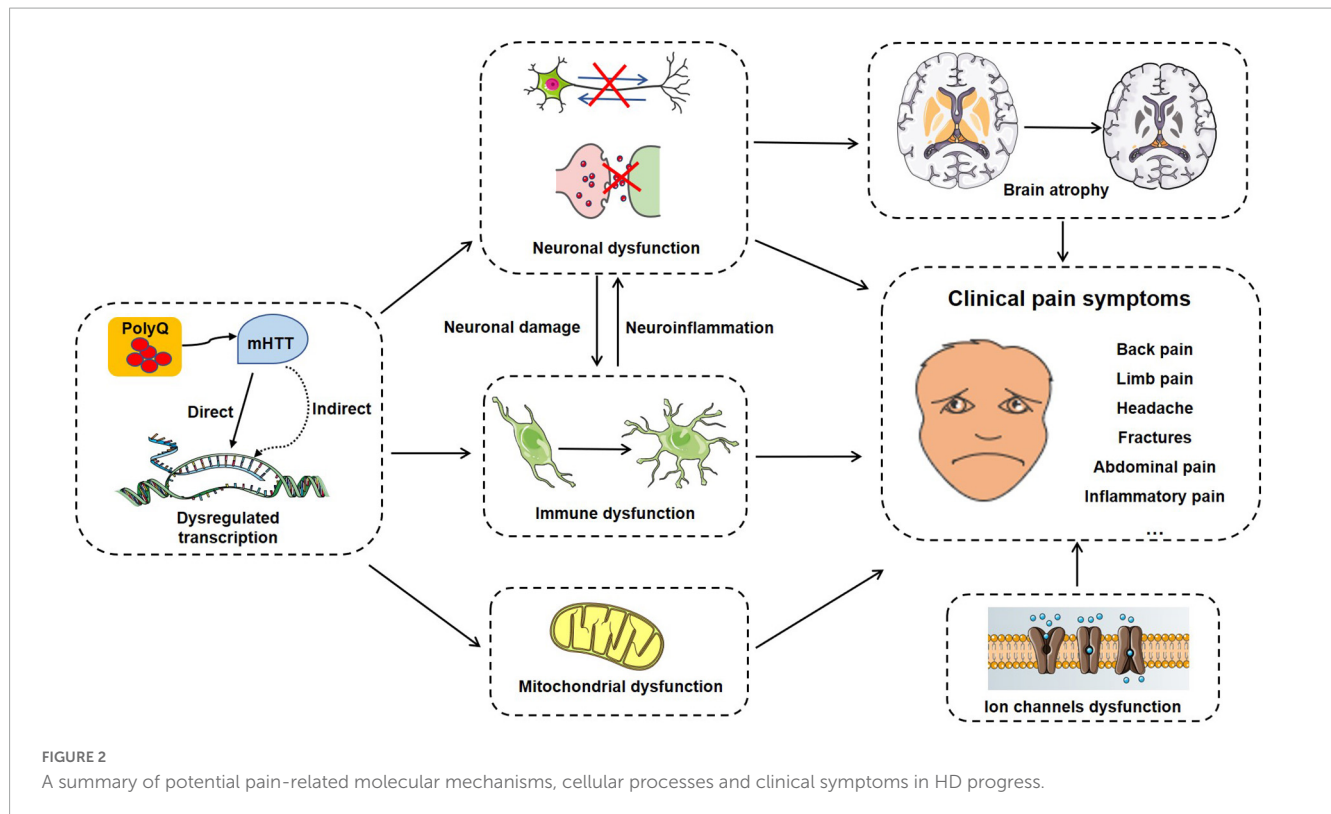 Neuronal dysfunction
Brain atrophy
Neuronal damage
Neuroinflammation
PolyQ
mHTT
Direct
Indirect
Dysregulated
transcription
Immune dysfunction
Mitochondrial dysfunction
Clinical pain symptoms
Back pain
Limb pain
Headache
Fractures
Abdominal pain
Inflammatory pain
...
Ion channels dysfunction
FIGURE 2
A summary of potential pain-related molecular mechanisms, cellular processes and clinical symptoms in HD progress.